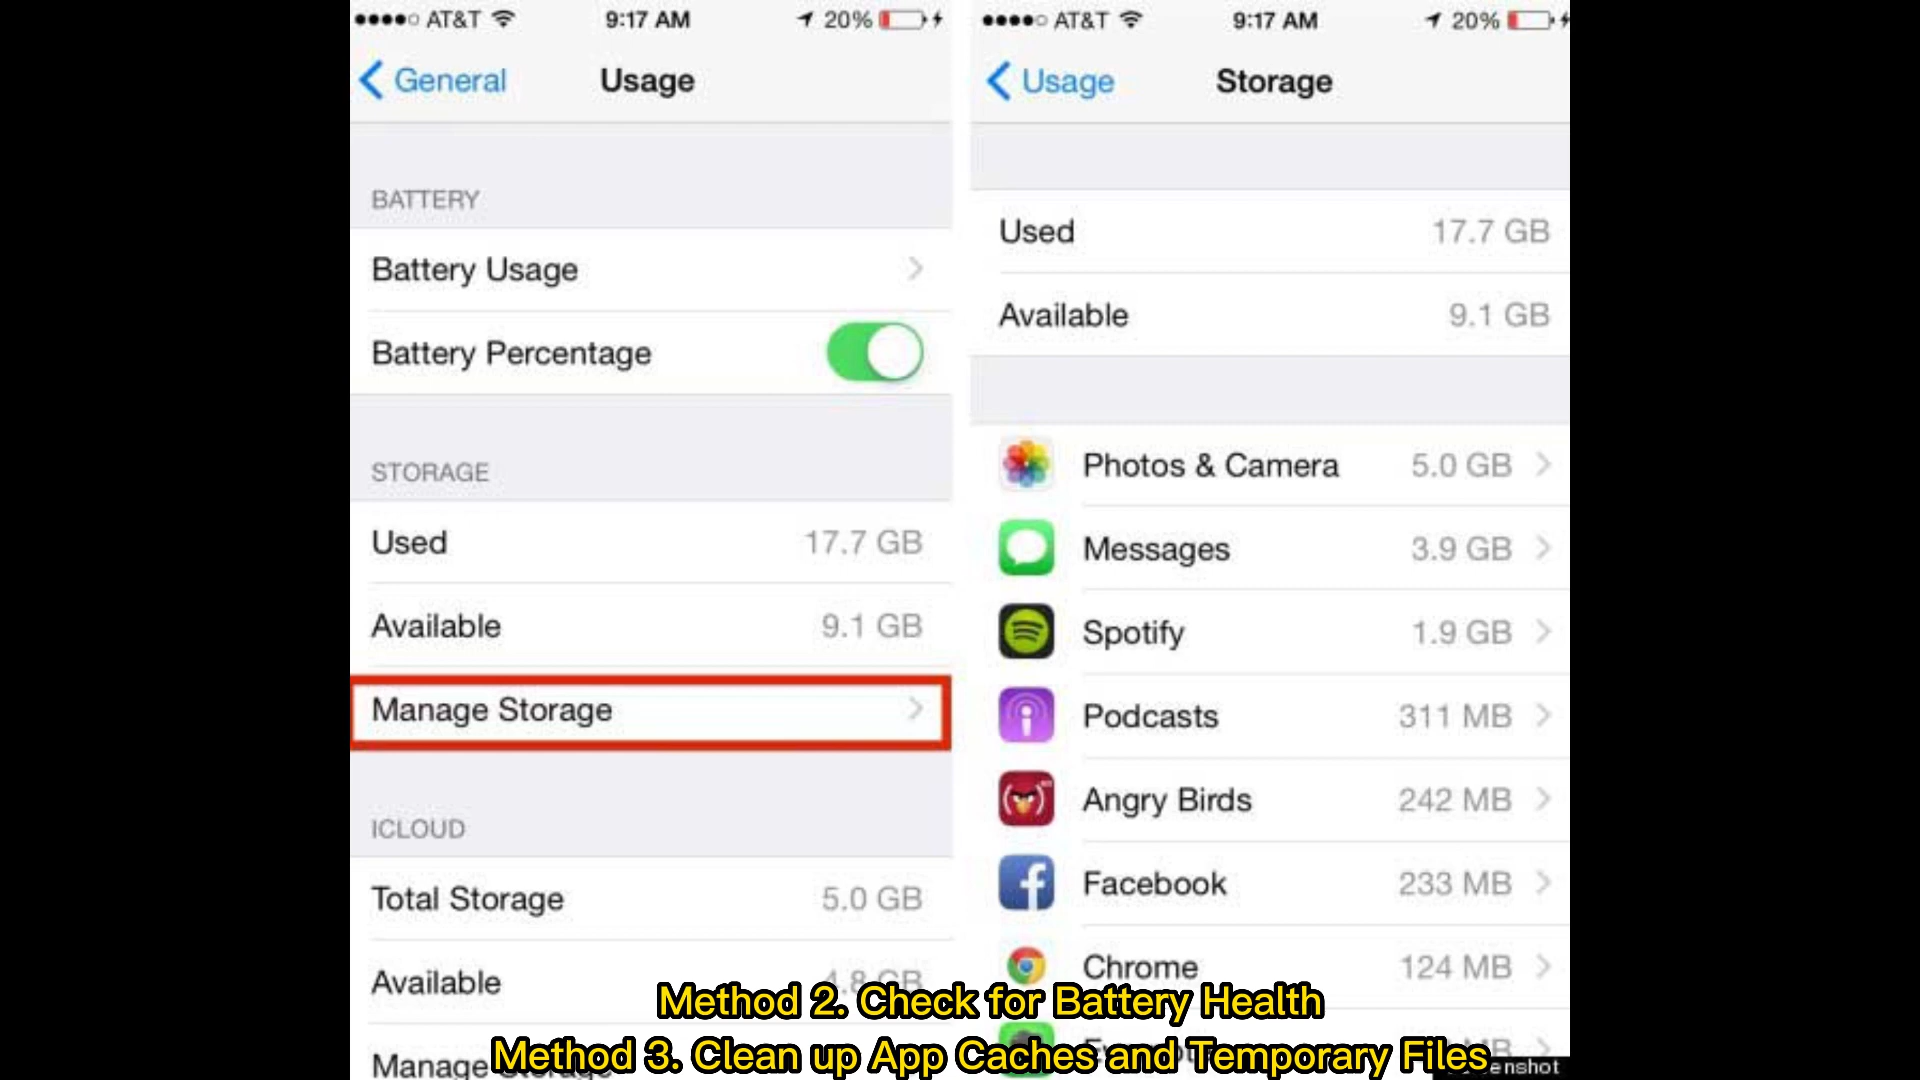 AT&T 9:17 AM 20%
General Usage
BATTERY
Battery Usage
Battery Percentage
STORAGE
Used 17.7 GB
Available 9.1 GB
Manage Storage
ICLOUD
Total Storage 5.0 GB
Available 4.8 GB
Manage Storage
AT&T 9:17 AM 20%
Usage Storage
Used 17.7 GB
Available 9.1 GB
Photos & Camera 5.0 GB
Messages 3.9 GB
Spotify 1.9 GB
Podcasts 311 MB
Angry Birds 242 MB
Facebook 233 MB
Chrome 124 MB
Method 2. Check for Battery Health
Method 3. Clean up App Caches and Temporary Files